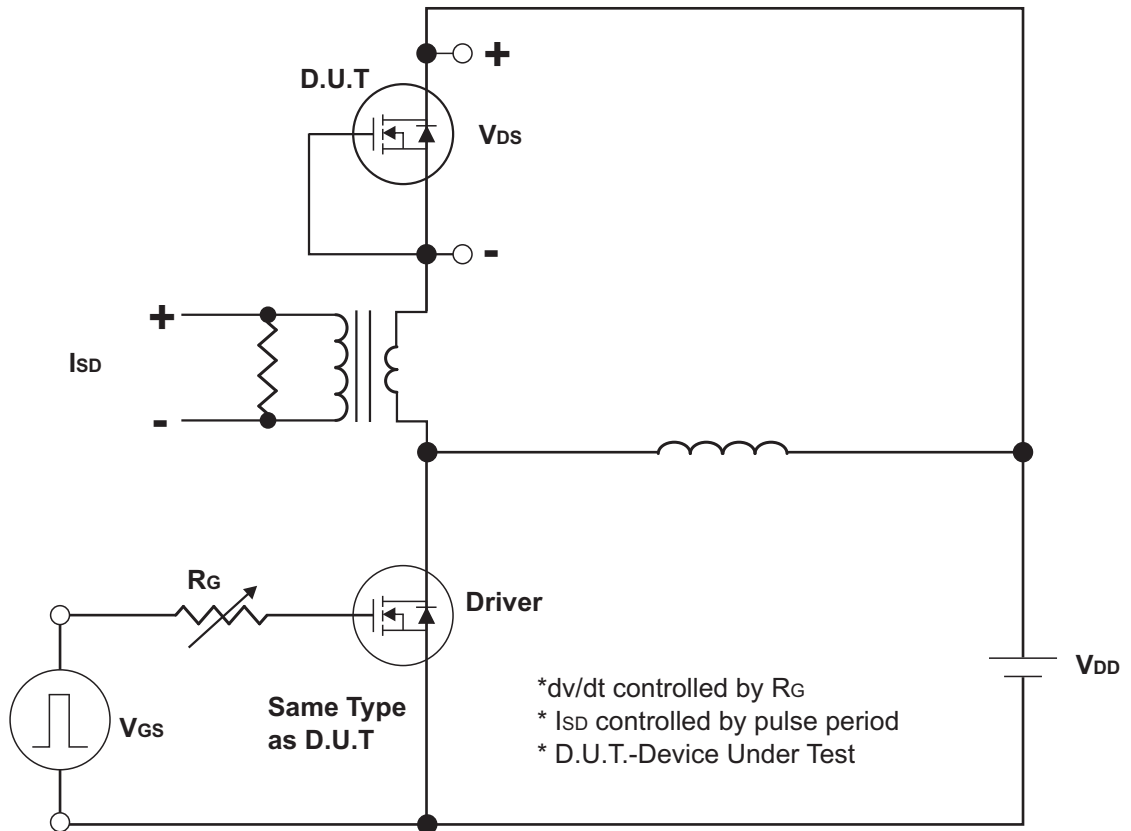 +
D.U.T
VDS
-
+
ISD
-
RG
Driver
VDD
*dv/dt controlled by RG
VGS
Same Type
as D.U.T
* ISD controlled by pulse period
* D.U.T.-Device Under Test